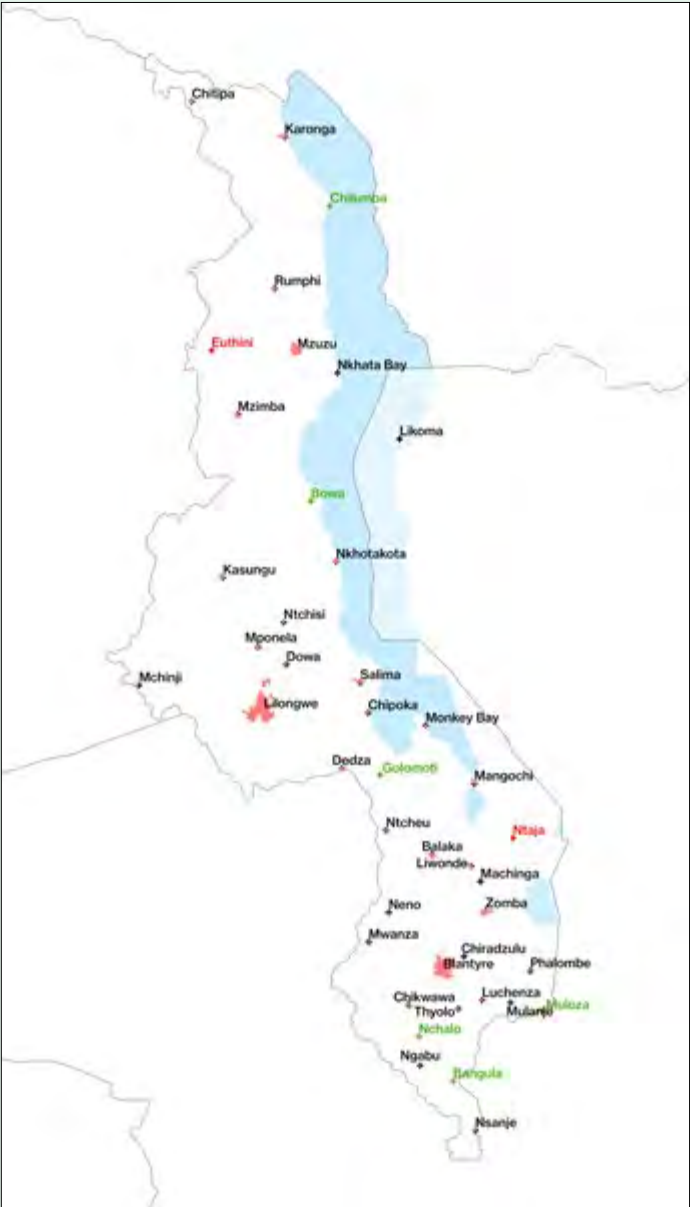 Chitipa
Karonga
Chilumba
Rumphi
Euthini
Mzuzu
Nkhata Bay
Mzimba
Likoma
Bowa
Nkhotakota
Kasungu
Ntchisi
Mponela
Dowa
Mchinji
Salima
Lilongwe
Chipoka
Monkey Bay
Dedza
Golomoti
Mangochi
Ntcheu
Ntaja
Balaka
Liwonde
Machinga
Neno
Zomba
Mwanza
Chiradzulu
Blantyre
Phalombe
Chikwawa
Luchenza
Muloza
Thyolo
Mulanje
Nchalo
Ngabu
Bangula
Nsanje